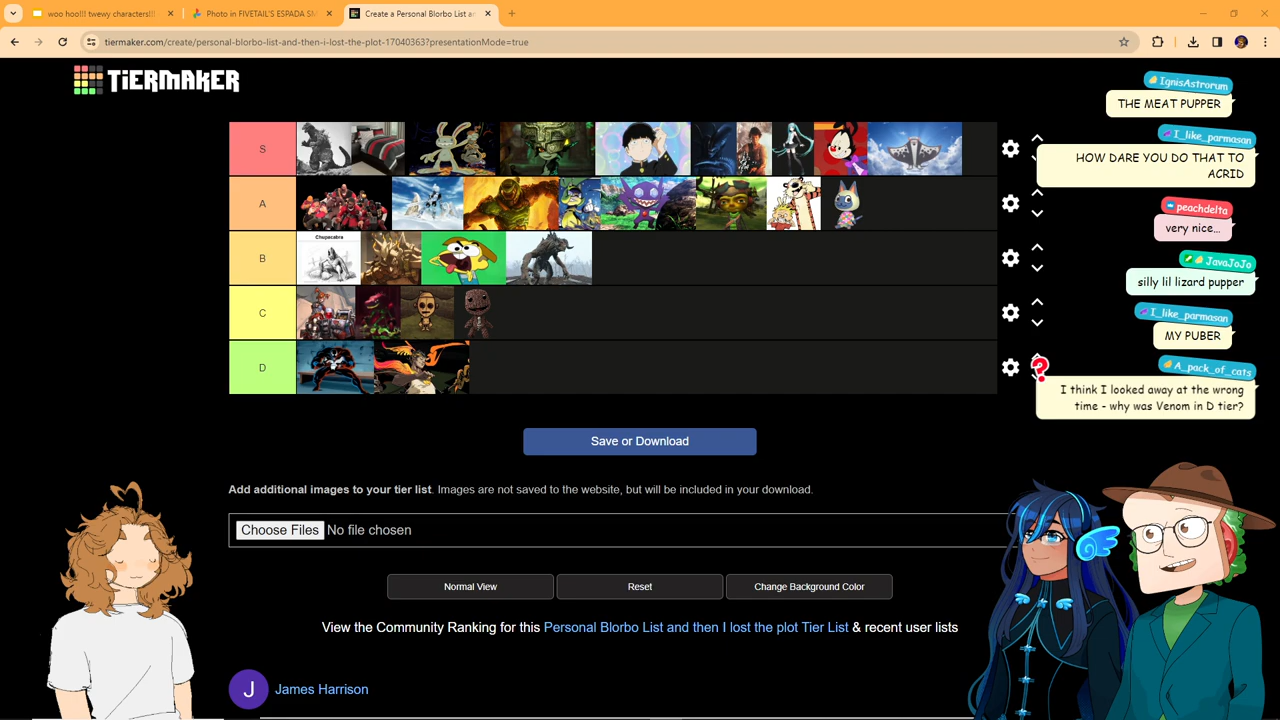 woo hoo!!! twewy characters!!!
Photo in FIVETAIL'S ESPADA SM
Create a Personal Blorbo List an
tiermaker.com/create/personal-blorbo-list-and-then-i-lost-the-plot-17040363?presentationMode=true
TiERMAKER
S
A
B
Chupacabra
C
D
IgnisAstrorum
THE MEAT PUPPER
I_like_parmasan
HOW DARE YOU DO THAT TO
ACRID
peachdelta
very nice...
JavaJoJo
silly lil lizard pupper
I_like_parmasan
MY PUBER
A_pack_of_cats
I think I looked away at the wrong
time - why was Venom in D tier?
Save or Download
Add additional images to your tier list. Images are not saved to the website, but will be included in your download.
Choose Files No file chosen
Normal View
Reset
Change Background Color
View the Community Ranking for this Personal Blorbo List and then I lost the plot Tier List & recent user lists
J
James Harrison